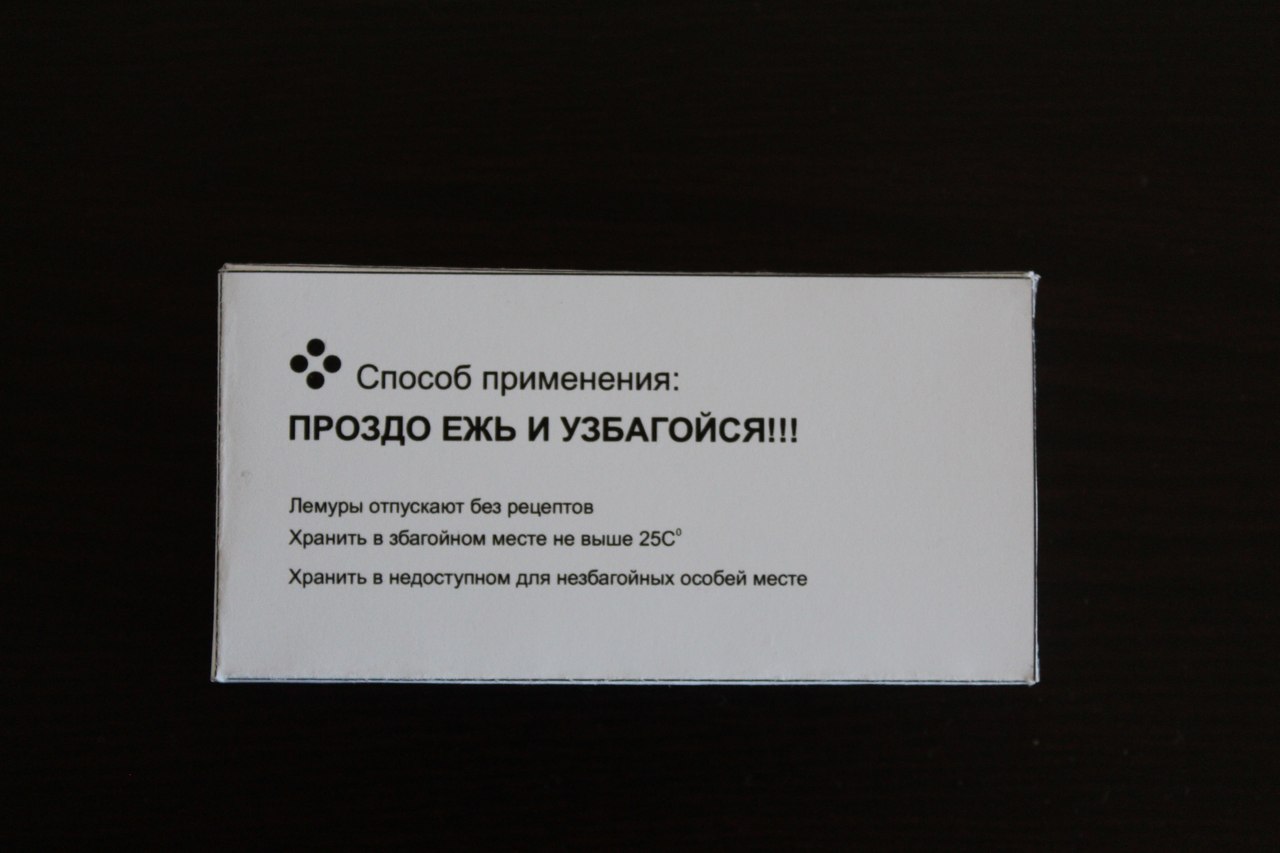 Способ применения:
ПРОЗДО ЕЖЬ И УЗБАГОЙСЯ!!!
Лемуры отпускают без рецептов
Хранить в збагойном месте не выше 25С⁰
Хранить в недоступном для незбагойных особей месте